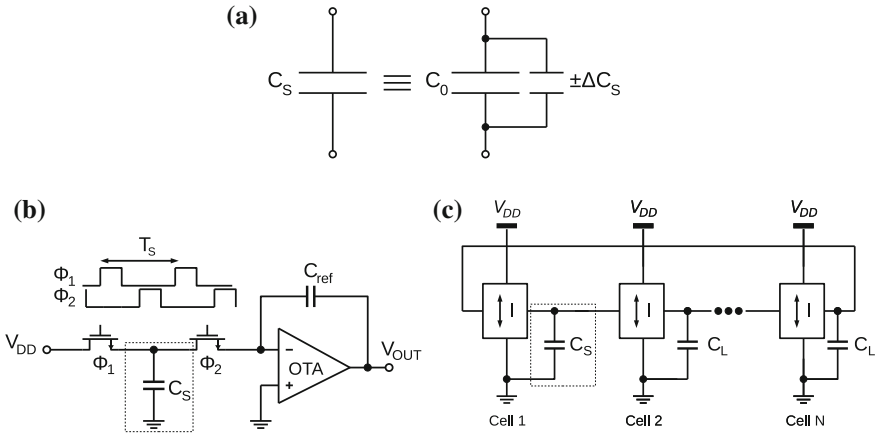 (a)
C_S ≡ C_0 ±ΔC_S
(b)
T_S
Φ_1
Φ_2
C_ref
V_DD
Φ_1
Φ_2
C_S
−
+
OTA
V_OUT
(c)
V_DD V_DD V_DD
I I I
C_S C_L C_L
Cell 1 Cell 2 Cell N